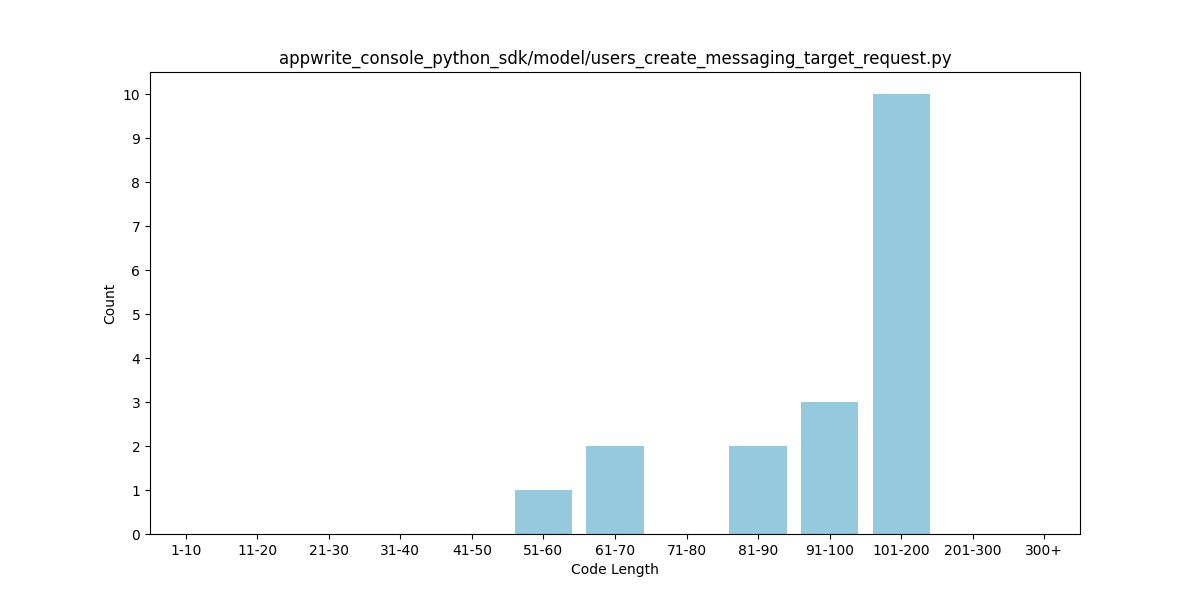 appwrite_console_python_sdk/model/users_create_messaging_target_request.py
10
9
8
7
6
5
4
3
2
1
0
Count
1-10 11-20 21-30 31-40 41-50 51-60 61-70 71-80 81-90 91-100 101-200 201-300 300+
Code Length